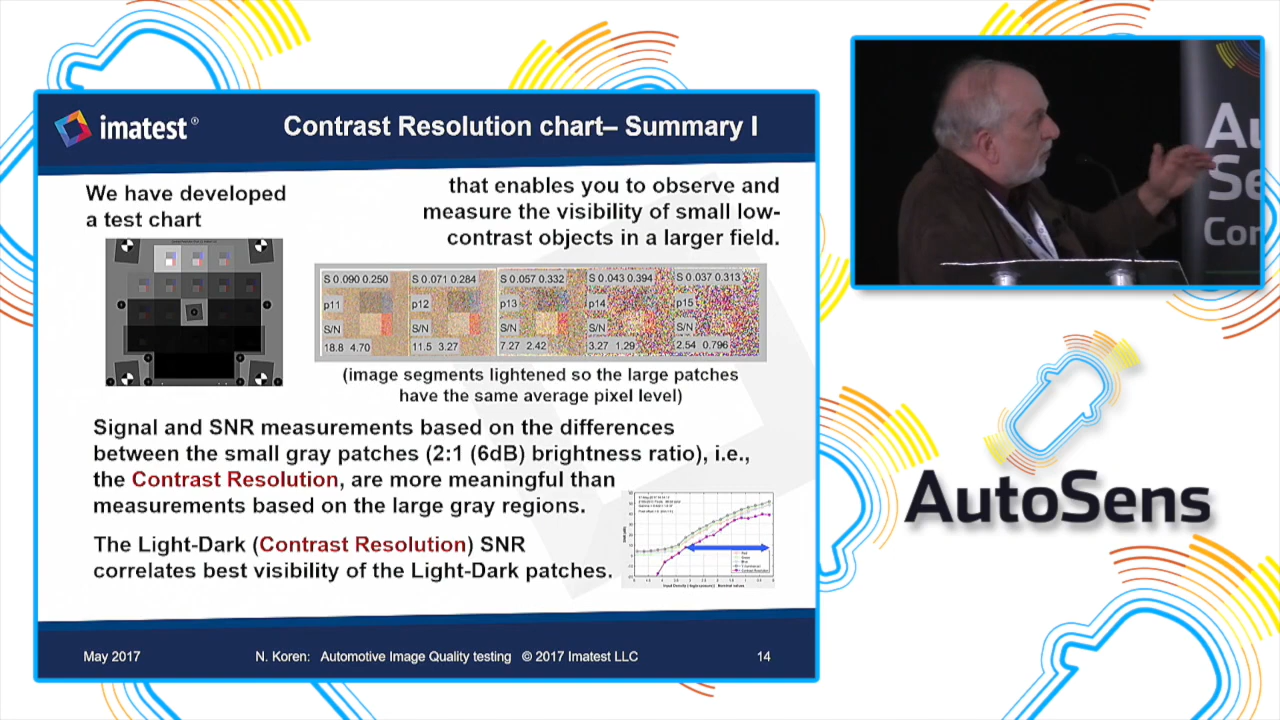 imatest®
Contrast Resolution chart– Summary I
We have developed
a test chart
that enables you to observe and
measure the visibility of small low-
contrast objects in a larger field.
S 0.090 0.250
S 0.071 0.284
S 0.057 0.332
S 0.043 0.394
S 0.037 0.313
p11
p12
p13
p14
p15
S/N
S/N
S/N
S/N
S/N
18.8 4.70
11.5 3.27
7.27 2.42
3.27 1.29
2.54 0.796
(image segments lightened so the large patches
have the same average pixel level)
Signal and SNR measurements based on the differences
between the small gray patches (2:1 (6dB) brightness ratio), i.e.,
the Contrast Resolution, are more meaningful than
measurements based on the large gray regions.
The Light-Dark (Contrast Resolution) SNR
correlates best visibility of the Light-Dark patches.
May 2017
N. Koren: Automotive Image Quality testing © 2017 Imatest LLC
14
Au
Se
Con
AutoSens